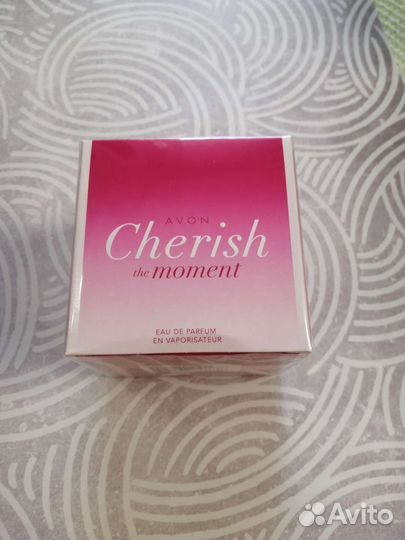 AVON
Cherish
the moment
EAU DE PARFUM
EN VAPORISATEUR
Avito